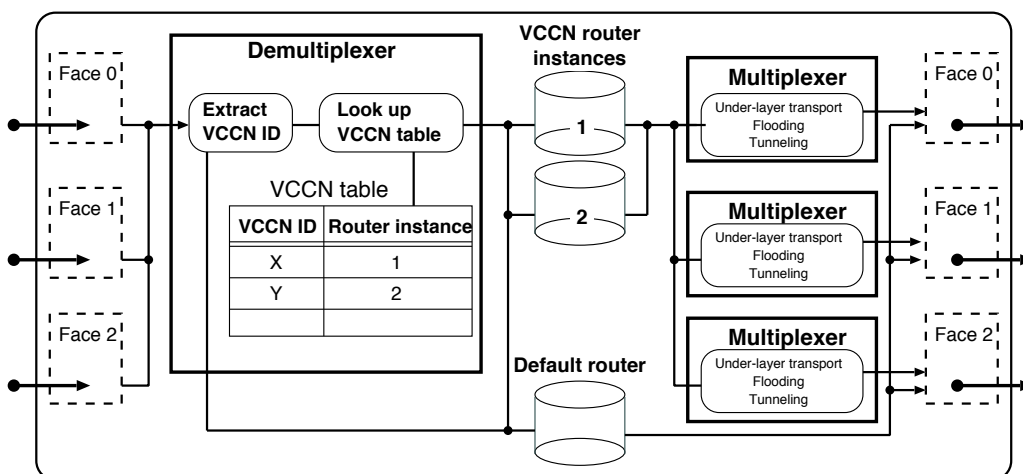 Face 0
Face 1
Face 2
Demultiplexer
Extract
VCCN ID
Look up
VCCN table
VCCN table
VCCN ID Router instance
X 1
Y 2
VCCN router
instances
1
2
Default router
Multiplexer
Under-layer transport
Flooding
Tunneling
Multiplexer
Under-layer transport
Flooding
Tunneling
Multiplexer
Under-layer transport
Flooding
Tunneling
Face 0
Face 1
Face 2